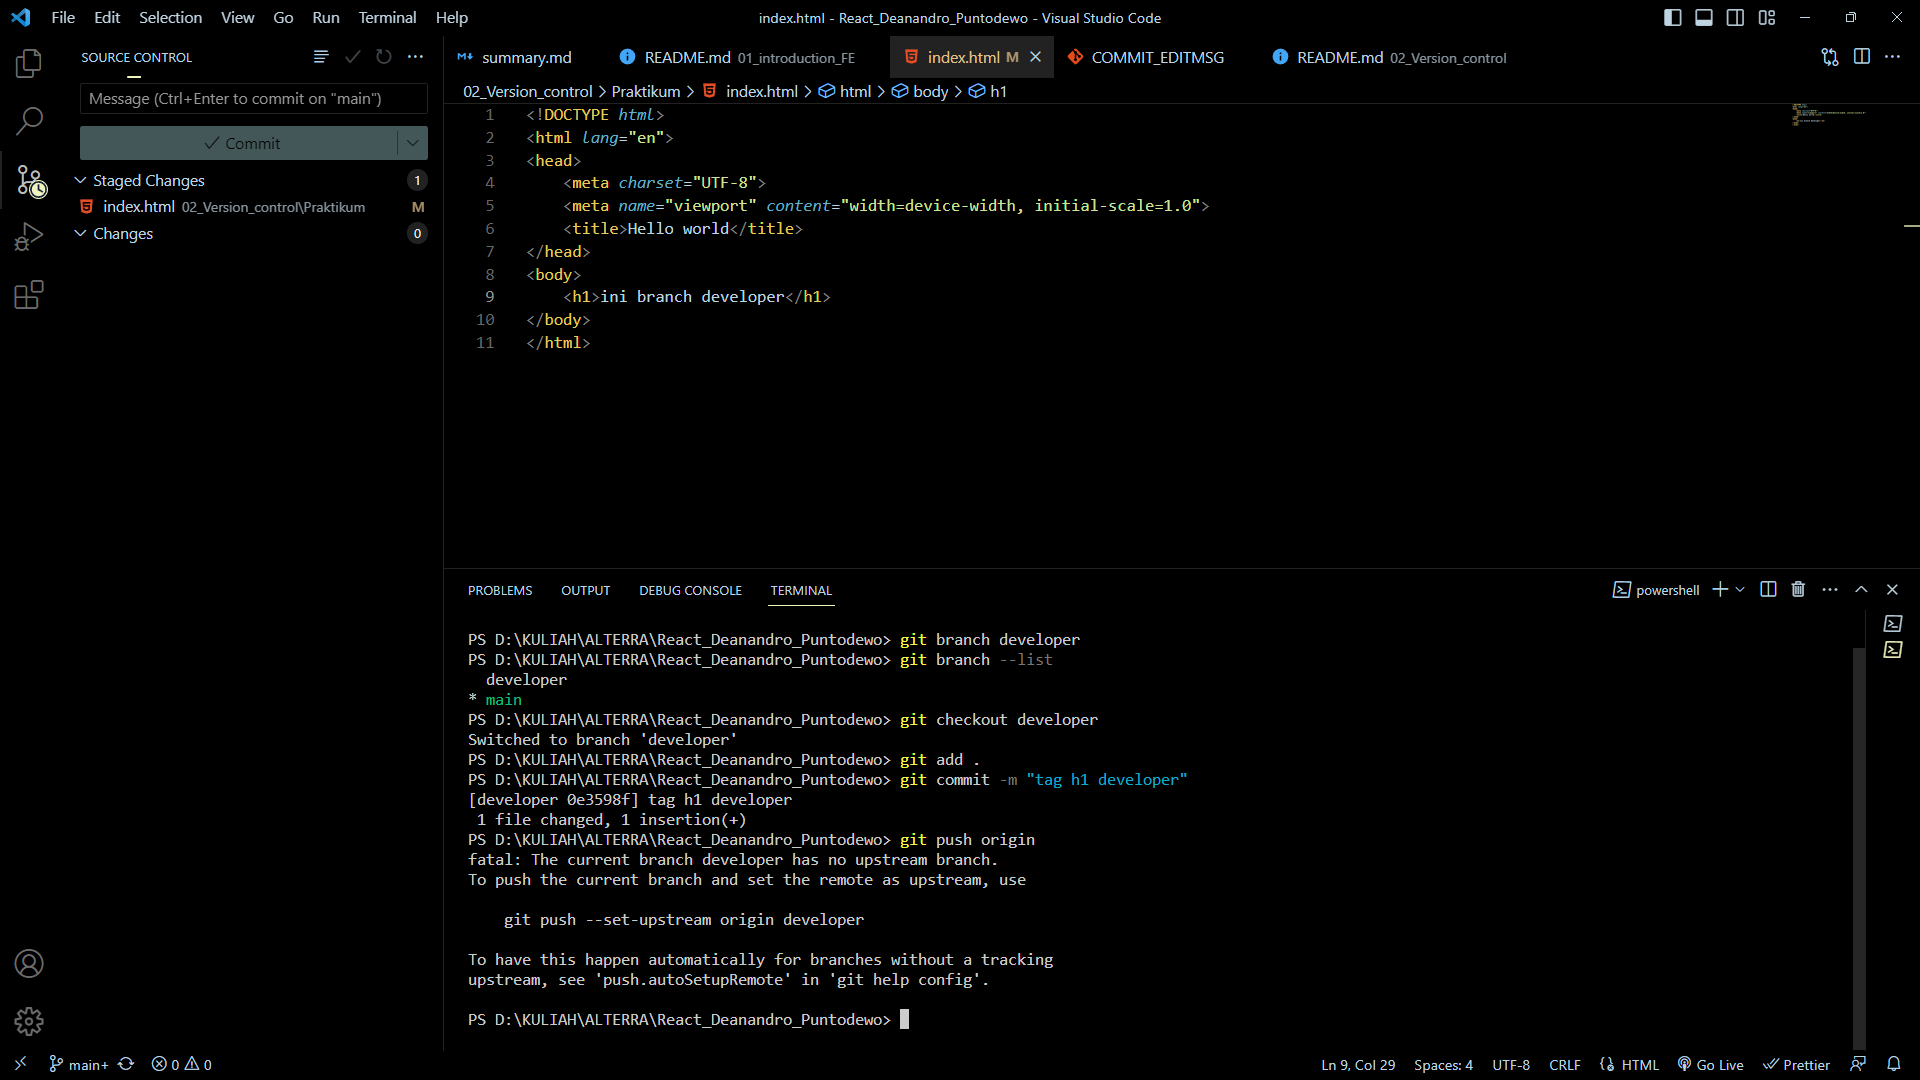 File Edit Selection View Go Run Terminal Help
index.html - React_Deanandro_Puntodewo - Visual Studio Code
SOURCE CONTROL
Message (Ctrl+Enter to commit on "main")
Commit
Staged Changes 1
index.html 02_Version_control\Praktikum M
Changes 0
summary.md README.md 01_introduction_FE index.html M COMMIT_EDITMSG README.md 02_Version_control
02_Version_control > Praktikum > index.html > html > body > h1
1 <!DOCTYPE html>
2 <html lang="en">
3 <head>
4 <meta charset="UTF-8">
5 <meta name="viewport" content="width=device-width, initial-scale=1.0">
6 <title>Hello world</title>
7 </head>
8 <body>
9 <h1>ini branch developer</h1>
10 </body>
11 </html>
PROBLEMS OUTPUT DEBUG CONSOLE TERMINAL
powershell
PS D:\KULIAH\ALTERRA\React_Deanandro_Puntodewo> git branch developer
PS D:\KULIAH\ALTERRA\React_Deanandro_Puntodewo> git branch --list
developer
* main
PS D:\KULIAH\ALTERRA\React_Deanandro_Puntodewo> git checkout developer
Switched to branch 'developer'
PS D:\KULIAH\ALTERRA\React_Deanandro_Puntodewo> git add .
PS D:\KULIAH\ALTERRA\React_Deanandro_Puntodewo> git commit -m "tag h1 developer"
[developer 0e3598f] tag h1 developer
1 file changed, 1 insertion(+)
PS D:\KULIAH\ALTERRA\React_Deanandro_Puntodewo> git push origin
fatal: The current branch developer has no upstream branch.
To push the current branch and set the remote as upstream, use
git push --set-upstream origin developer
To have this happen automatically for branches without a tracking
upstream, see 'push.autoSetupRemote' in 'git help config'.
PS D:\KULIAH\ALTERRA\React_Deanandro_Puntodewo>
main+ 0 0
Ln 9, Col 29 Spaces: 4 UTF-8 CRLF HTML Go Live Prettier